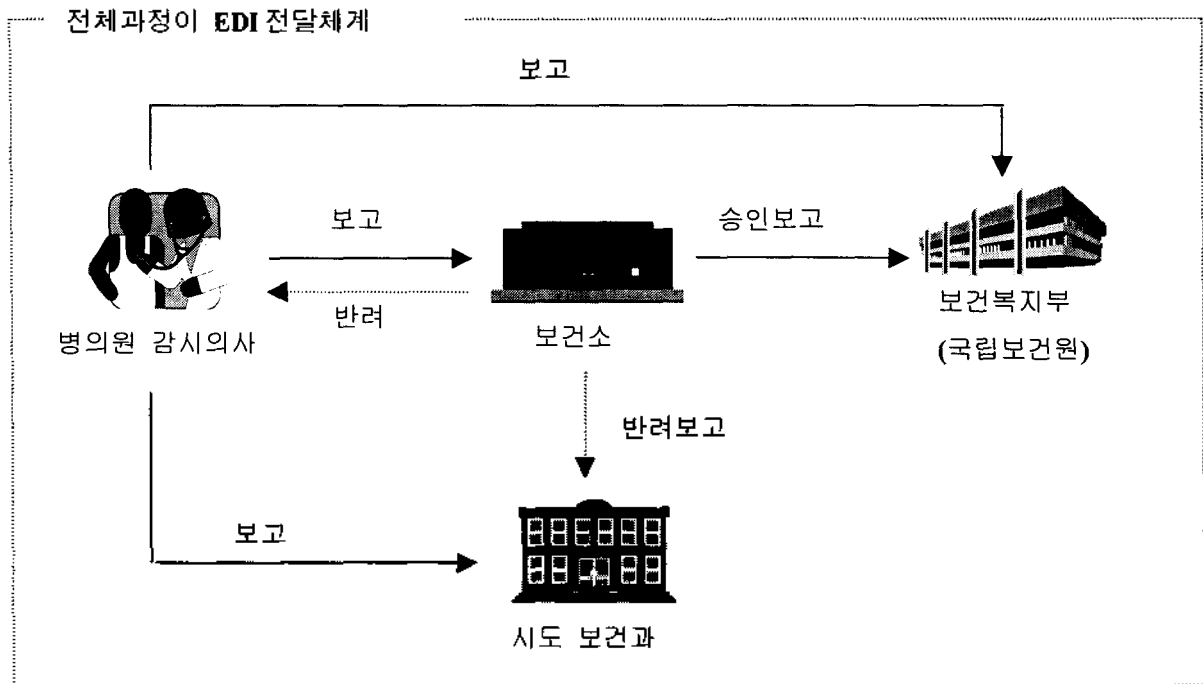 전체과정이 EDI 전달체계
보고
보고
승인보고
반려
병의원 감시의사
보건소
보건복지부
(국립보건원)
반려보고
보고
시도 보건과